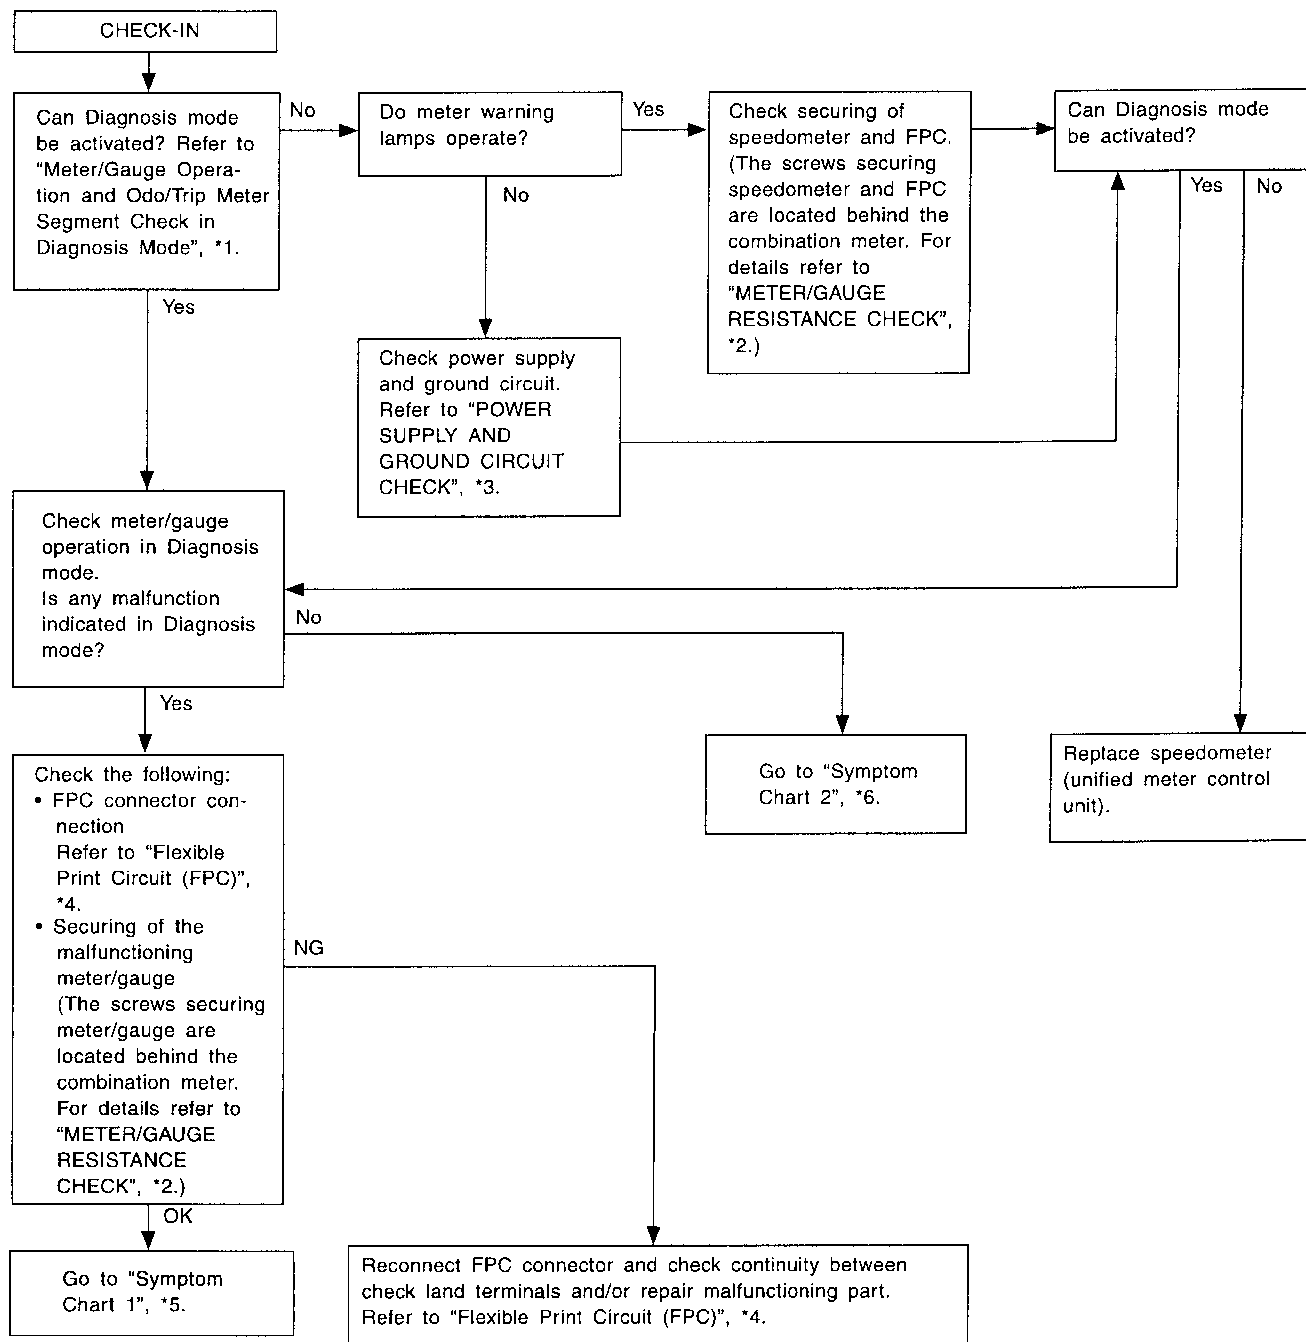 CHECK-IN
Can Diagnosis mode
be activated? Refer to
“Meter/Gauge Opera-
tion and Odo/Trip Meter
Segment Check in
Diagnosis Mode”, *1.
No
Do meter warning
lamps operate?
Yes
Check securing of
speedometer and FPC.
(The screws securing
speedometer and FPC
are located behind the
combination meter. For
details refer to
“METER/GAUGE
RESISTANCE CHECK”,
*2.)
Can Diagnosis mode
be activated?
Yes
No
No
Yes
Check power supply
and ground circuit.
Refer to “POWER
SUPPLY AND
GROUND CIRCUIT
CHECK”, *3.
Check meter/gauge
operation in Diagnosis
mode.
Is any malfunction
indicated in Diagnosis
mode?
No
Yes
Go to “Symptom
Chart 2”, *6.
Replace speedometer
(unified meter control
unit).
Check the following:
• FPC connector con-
nection
Refer to “Flexible
Print Circuit (FPC)”,
*4.
• Securing of the
malfunctioning
meter/gauge
(The screws securing
meter/gauge are
located behind the
combination meter.
For details refer to
“METER/GAUGE
RESISTANCE
CHECK”, *2.)
NG
OK
Go to “Symptom
Chart 1”, *5.
Reconnect FPC connector and check continuity between
check land terminals and/or repair malfunctioning part.
Refer to “Flexible Print Circuit (FPC)”, *4.